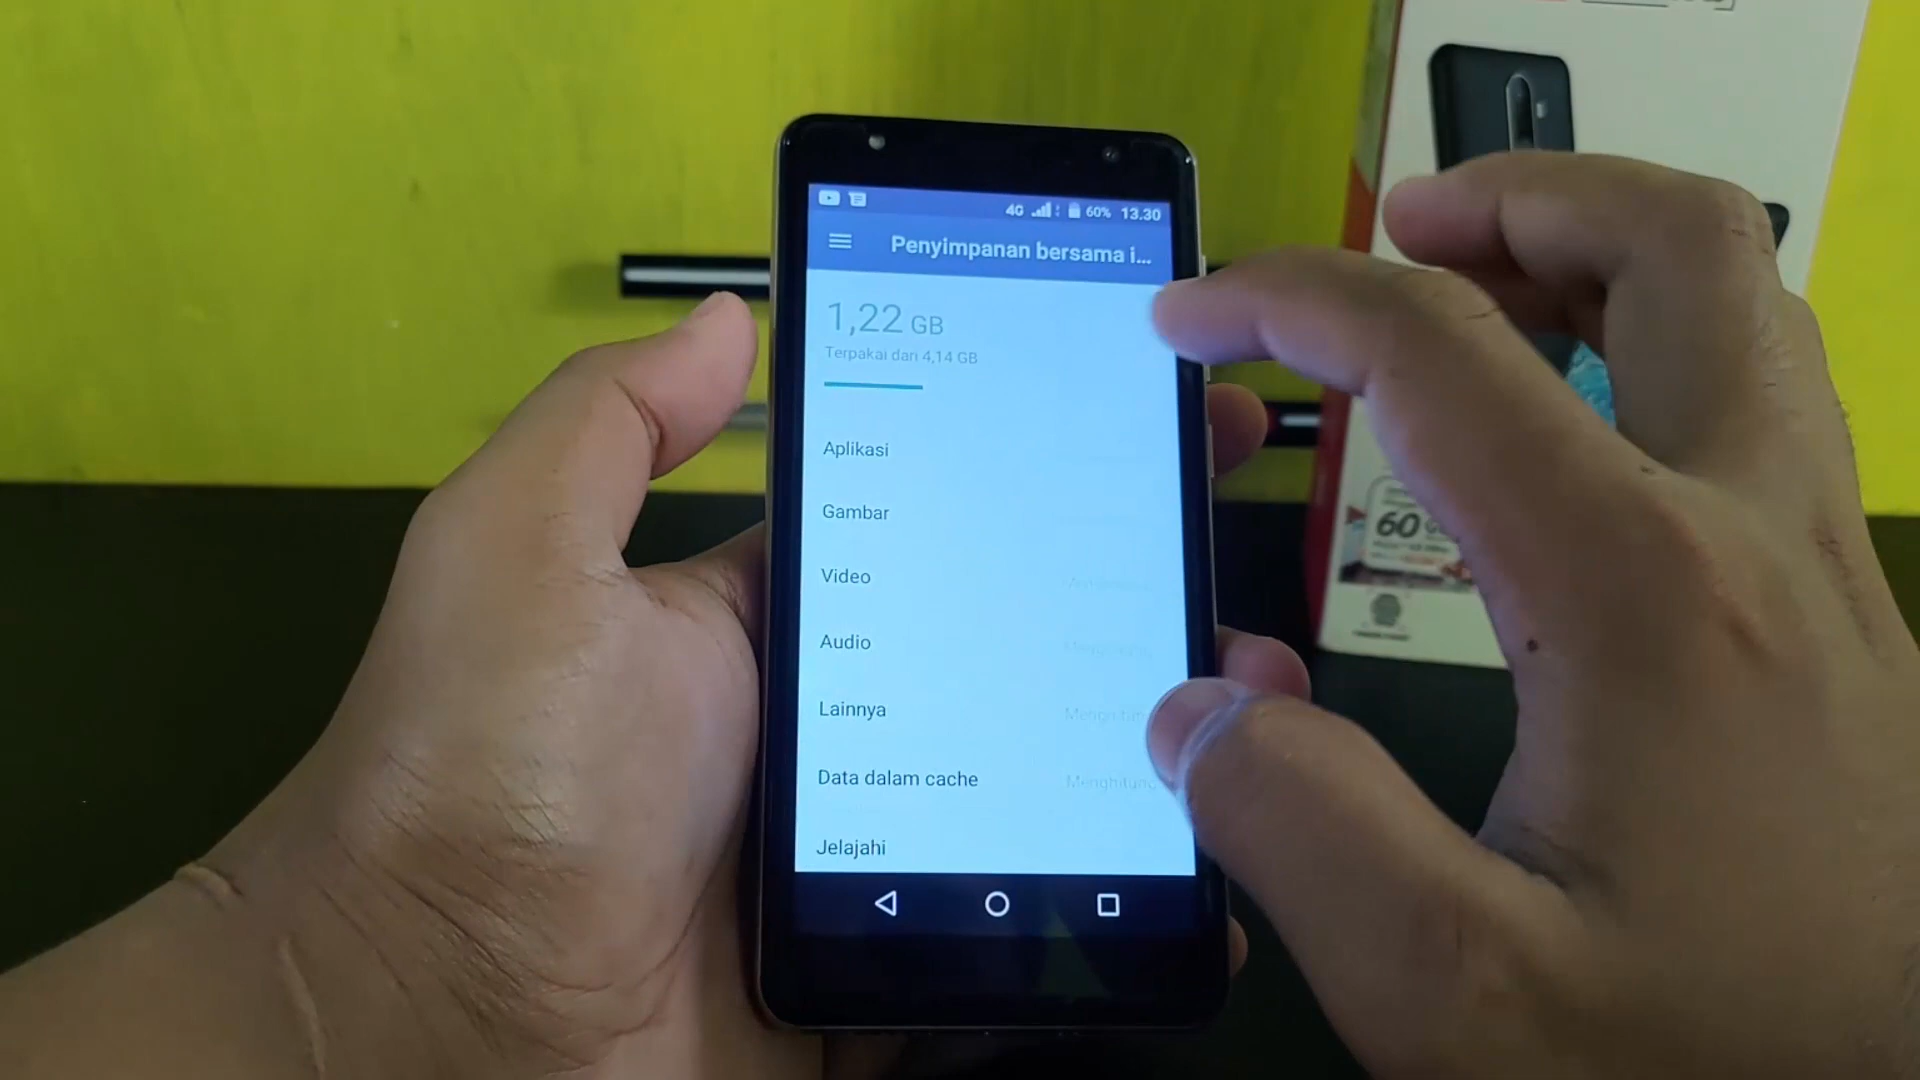 4G 60% 13.30
Penyimpanan bersama i...
1,22 GB
Terpakai dari 4,14 GB
Aplikasi
Gambar
Video
Audio
Lainnya
Data dalam cache
Menghitung
Jelajahi
60